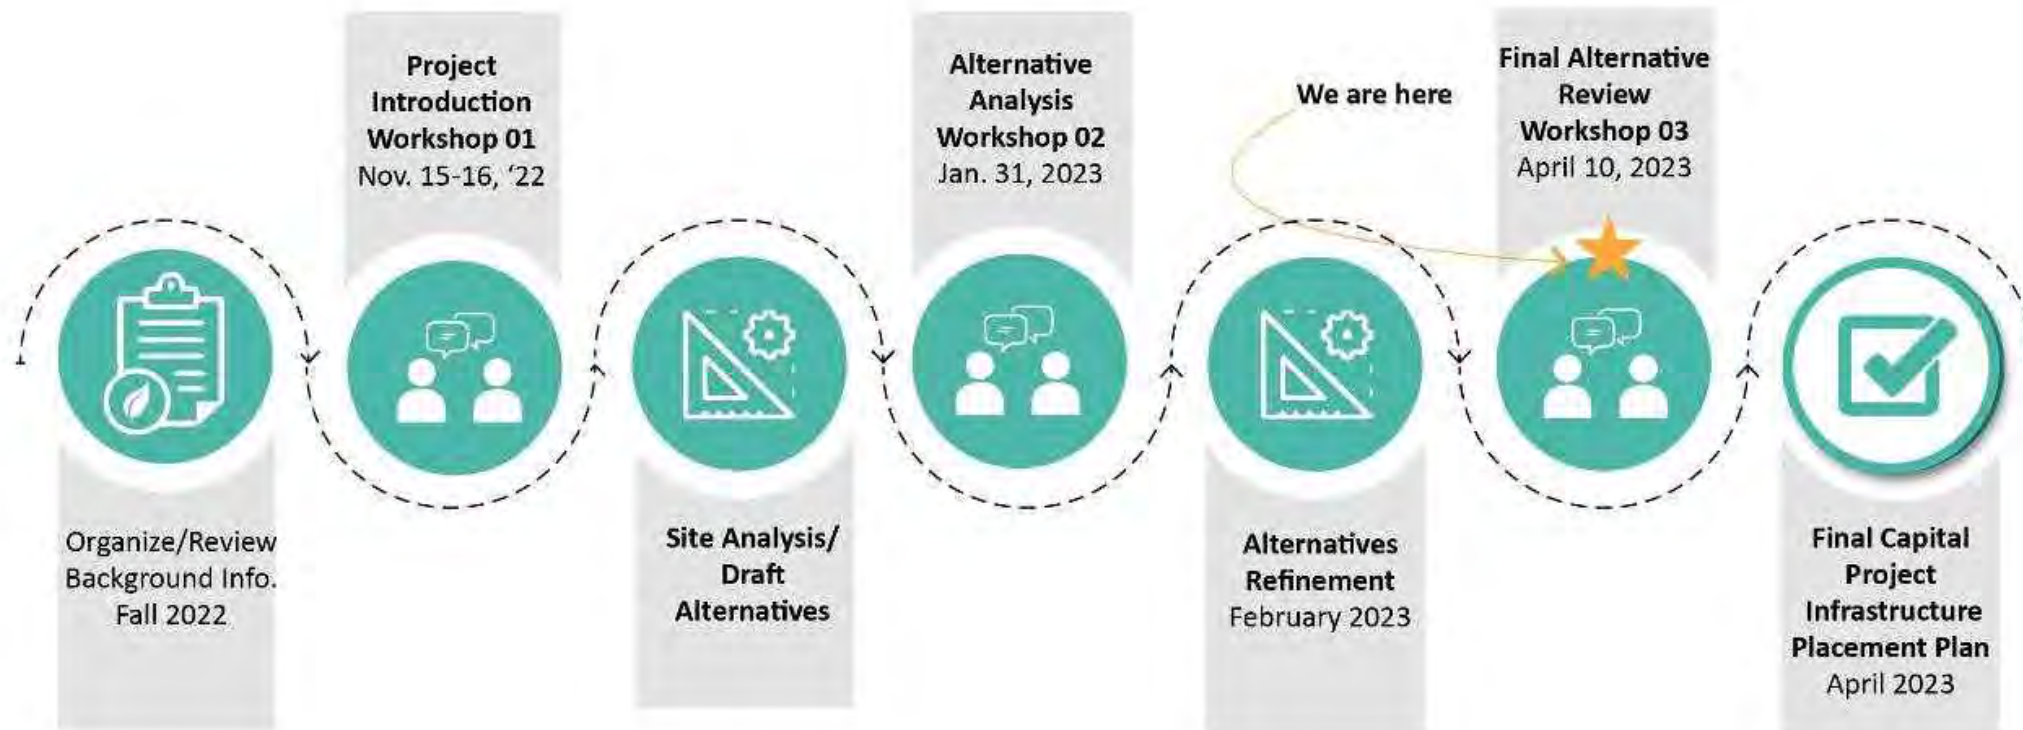 Organize/Review
Background Info.
Fall 2022
Project
Introduction
Workshop 01
Nov. 15-16, ‘22
Site Analysis/
Draft
Alternatives
Alternative
Analysis
Workshop 02
Jan. 31, 2023
Alternatives
Refinement
February 2023
We are here
Final Alternative
Review
Workshop 03
April 10, 2023
Final Capital
Project
Infrastructure
Placement Plan
April 2023